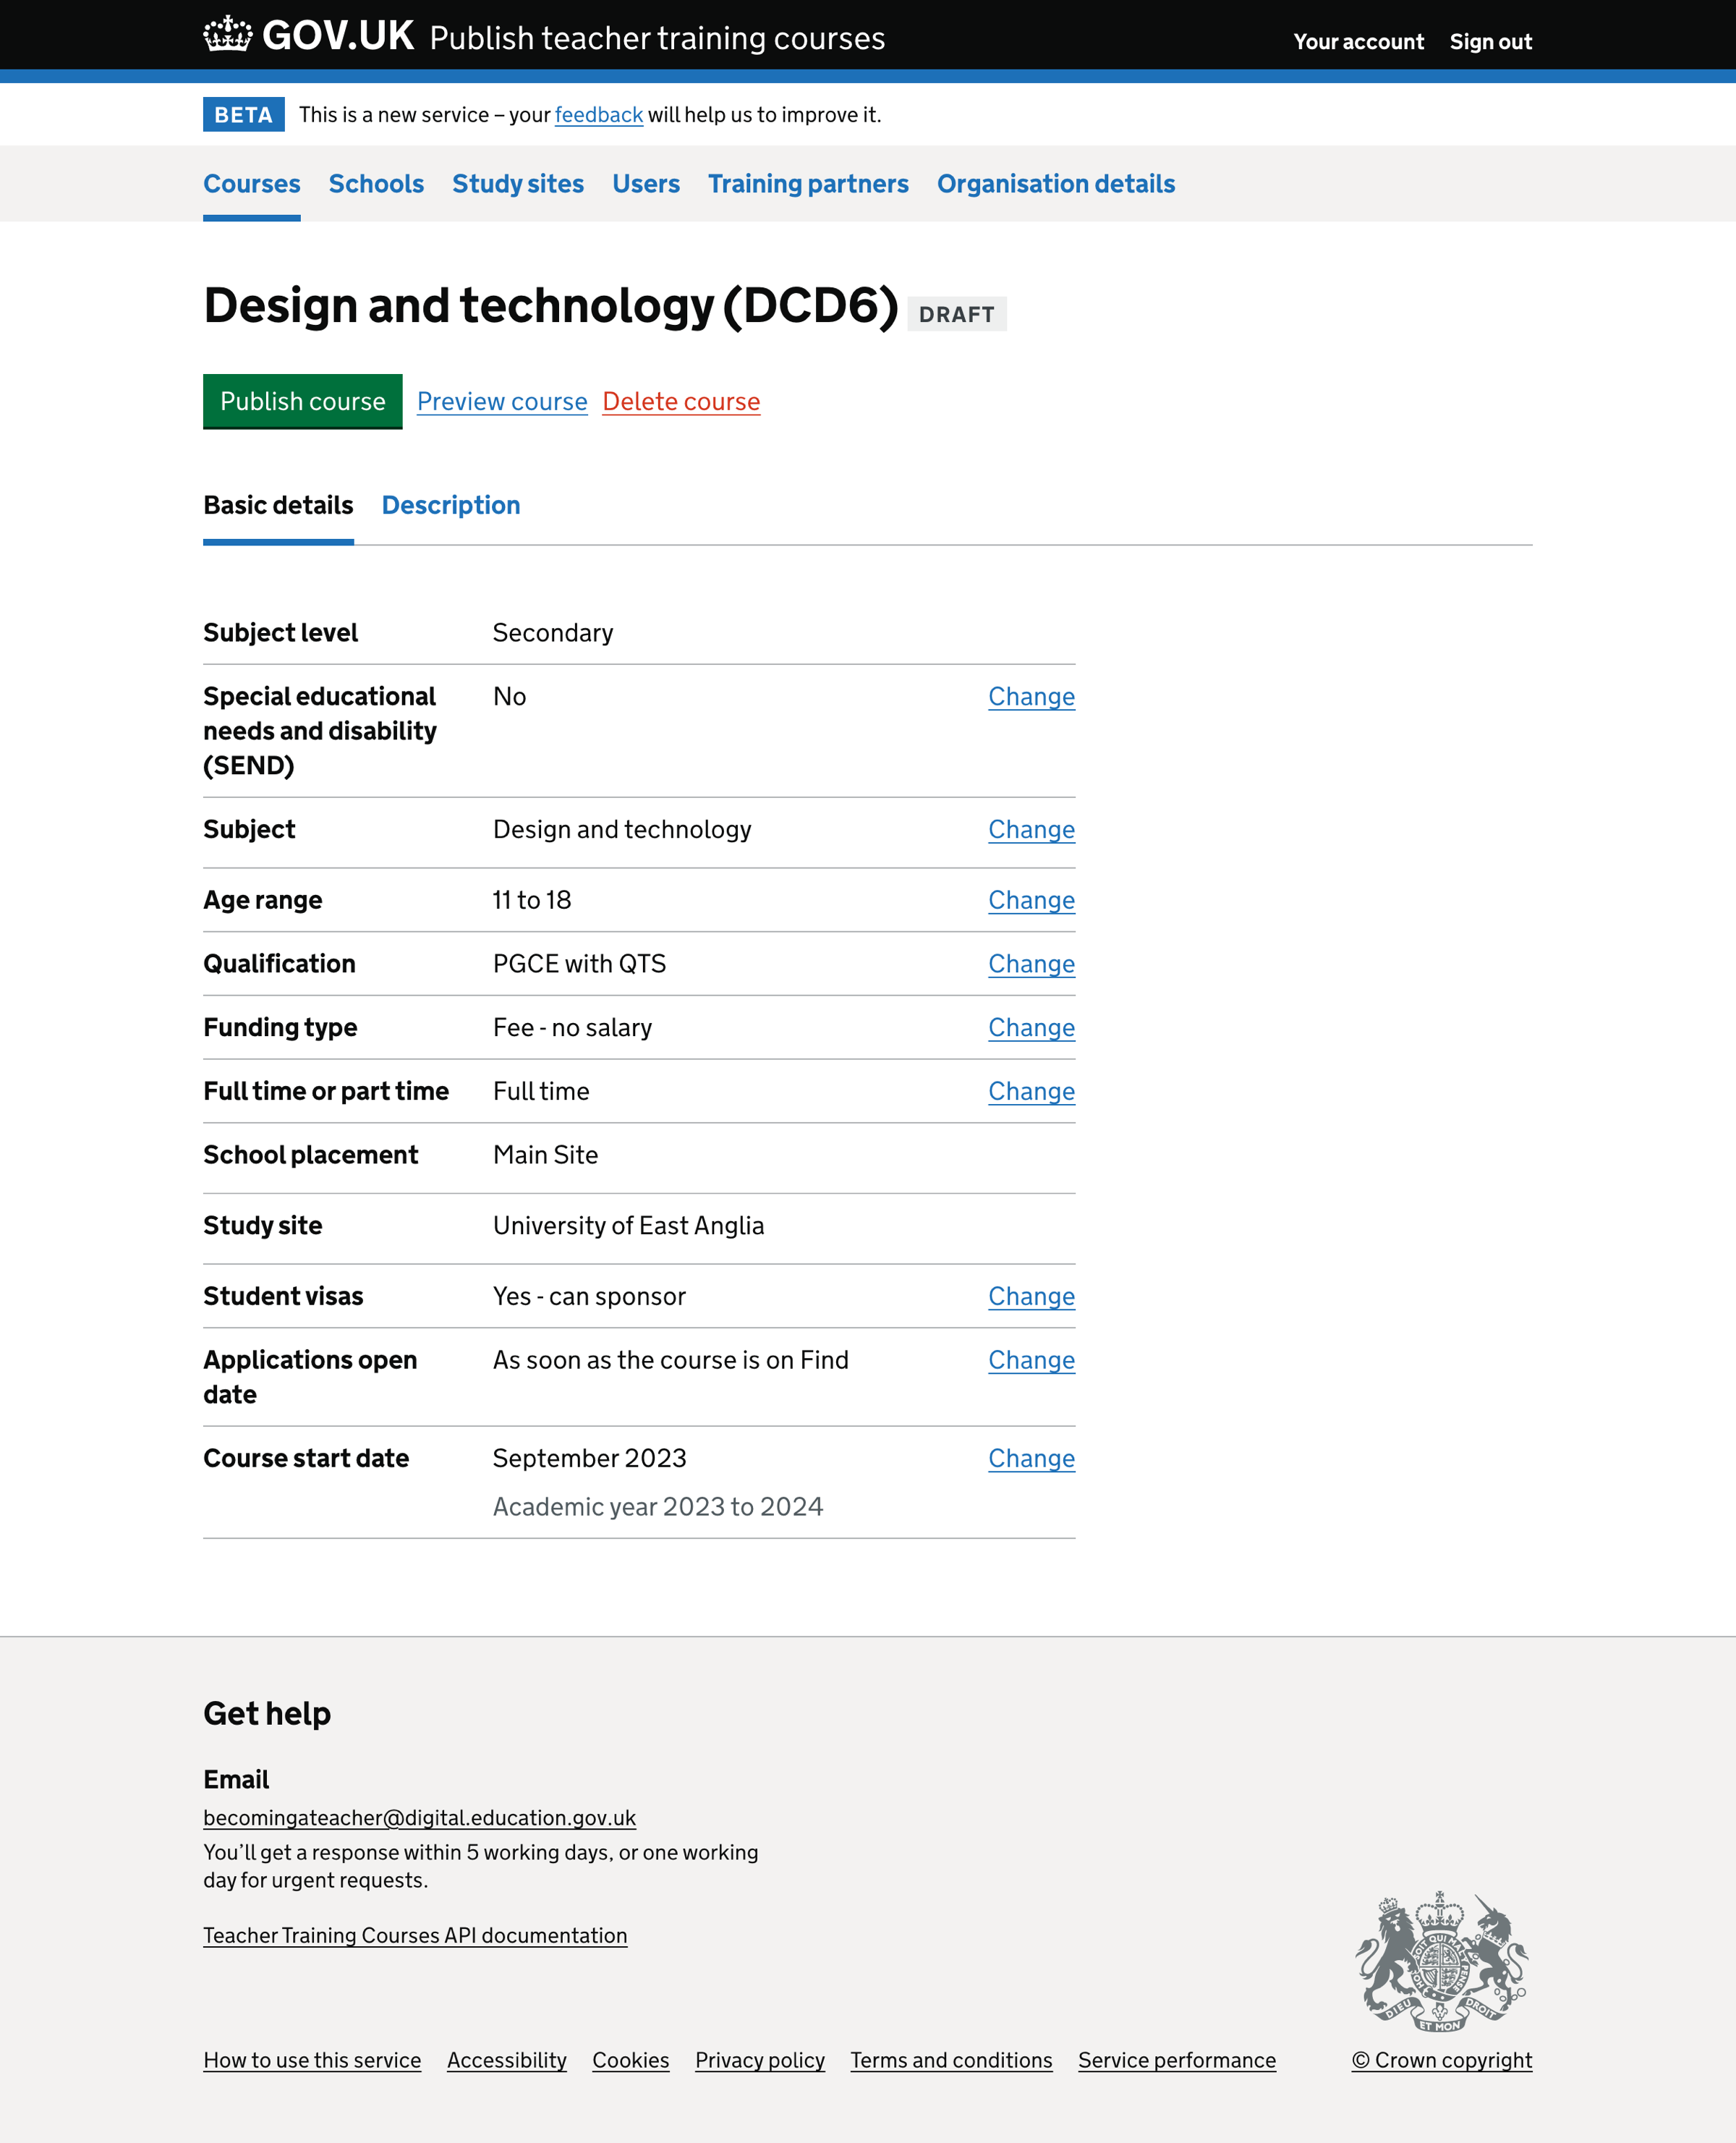 GOV.UK Publish teacher training courses
Your account Sign out
BETA This is a new service – your feedback will help us to improve it.
Courses Schools Study sites Users Training partners Organisation details
Design and technology (DCD6) DRAFT
Publish course Preview course Delete course
Basic details Description
Subject level Secondary
Special educational No Change
needs and disability
(SEND)
Subject Design and technology Change
Age range 11 to 18 Change
Qualification PGCE with QTS Change
Funding type Fee - no salary Change
Full time or part time Full time Change
School placement Main Site
Study site University of East Anglia
Student visas Yes - can sponsor Change
Applications open As soon as the course is on Find Change
date
Course start date September 2023 Change
Academic year 2023 to 2024
Get help
Email
becomingateacher@digital.education.gov.uk
You’ll get a response within 5 working days, or one working
day for urgent requests.
Teacher Training Courses API documentation
DIEU ET MON DROIT
How to use this service Accessibility Cookies Privacy policy Terms and conditions Service performance © Crown copyright